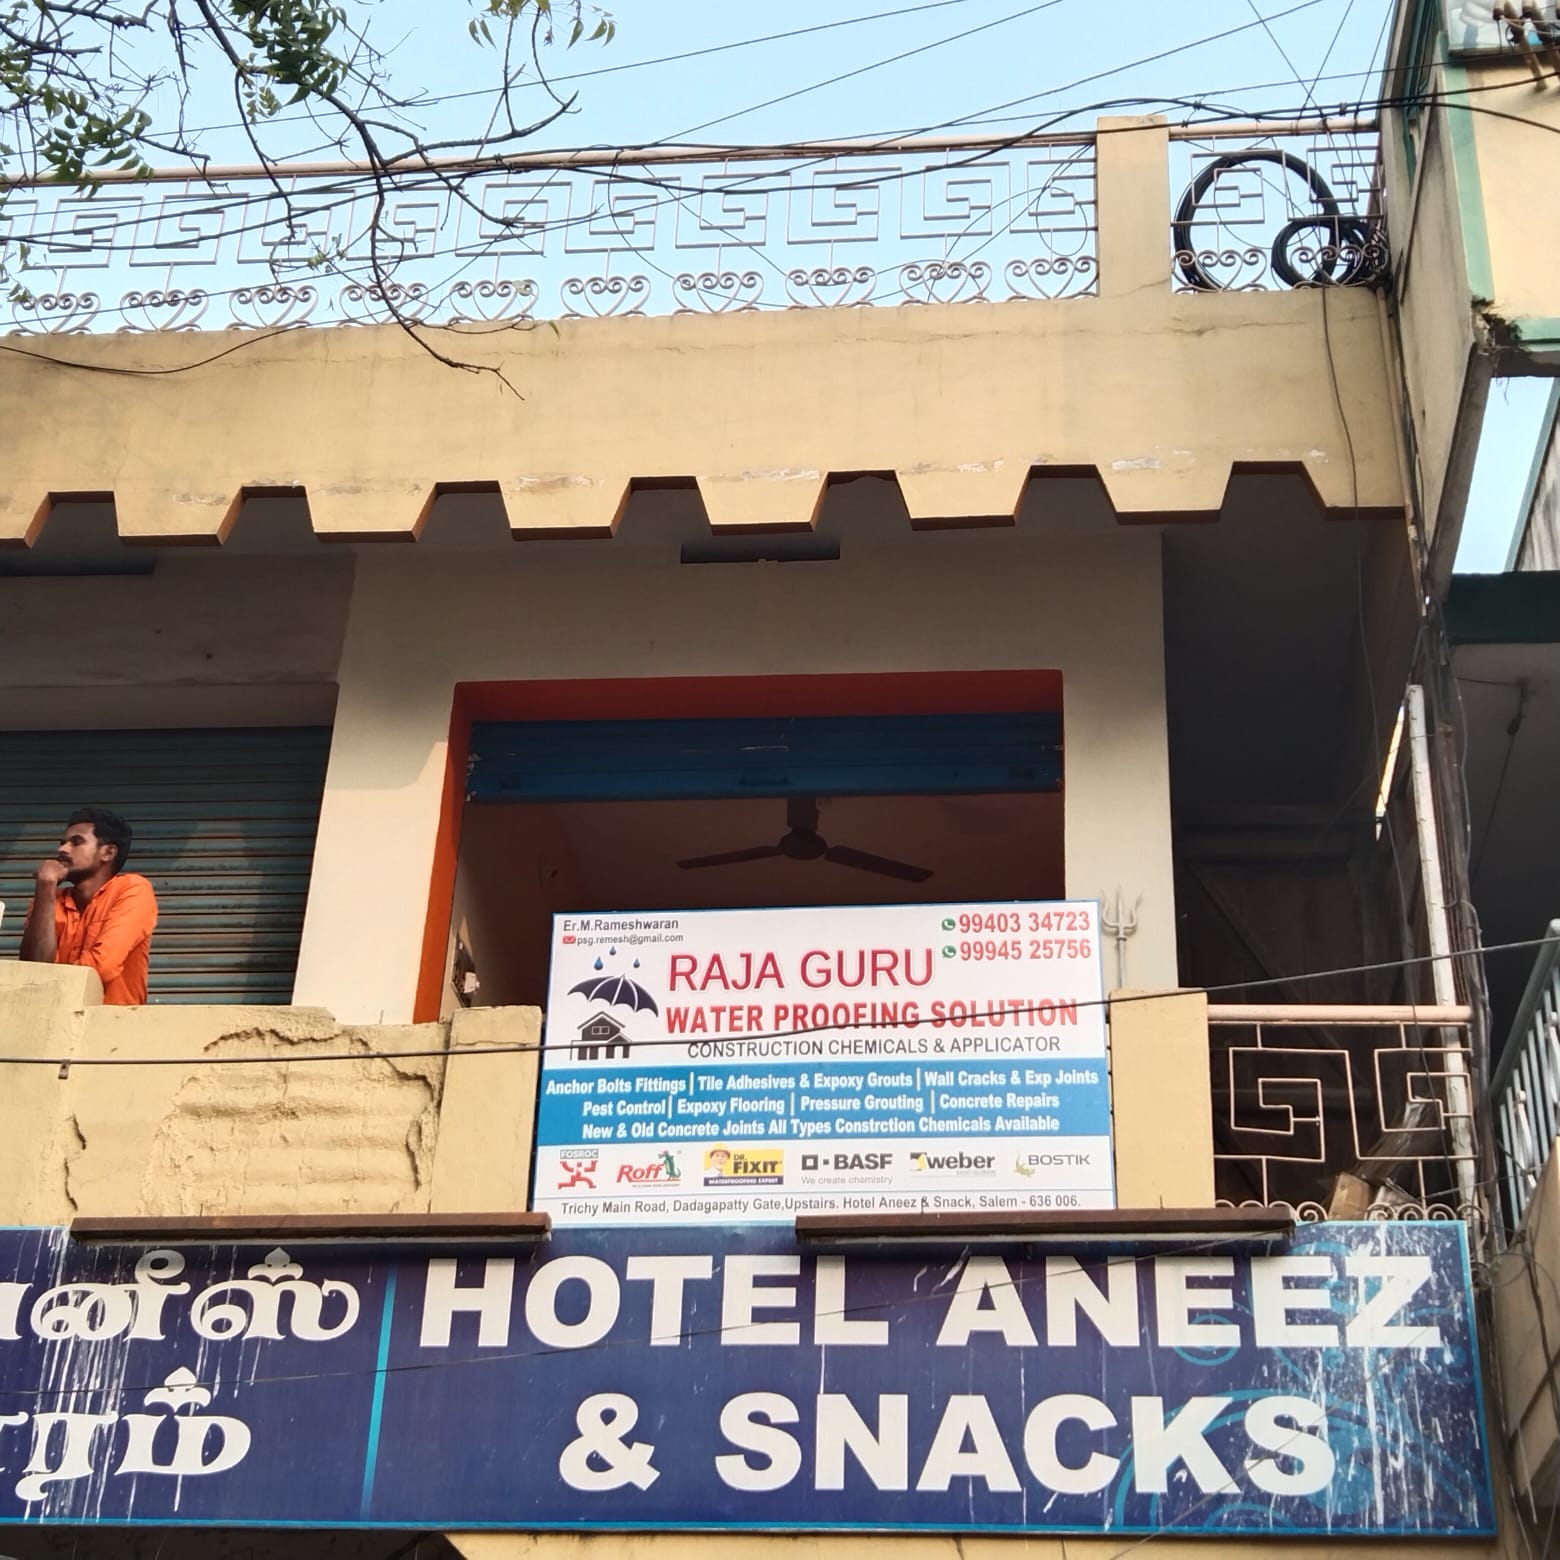 Er.M.Rameshwaran
psg.remesh@gmail.com
99403 34723
99945 25756
RAJA GURU
WATER PROOFING SOLUTION
CONSTRUCTION CHEMICALS & APPLICATOR
Anchor Bolts Fittings | Tile Adhesives & Expoxy Grouts | Wall Cracks & Exp Joints
Pest Control | Expoxy Flooring | Pressure Grouting | Concrete Repairs
New & Old Concrete Joints All Types Constrction Chemicals Available
FOSROC
Roff
DR. FIXIT
WATERPROOFING EXPERT
BASF
We create chemistry
weber
SAINT-GOBAIN
BOSTIK
Trichy Main Road, Dadagapatty Gate,Upstairs. Hotel Aneez & Snack, Salem - 636 006.
HOTEL ANEEZ
& SNACKS